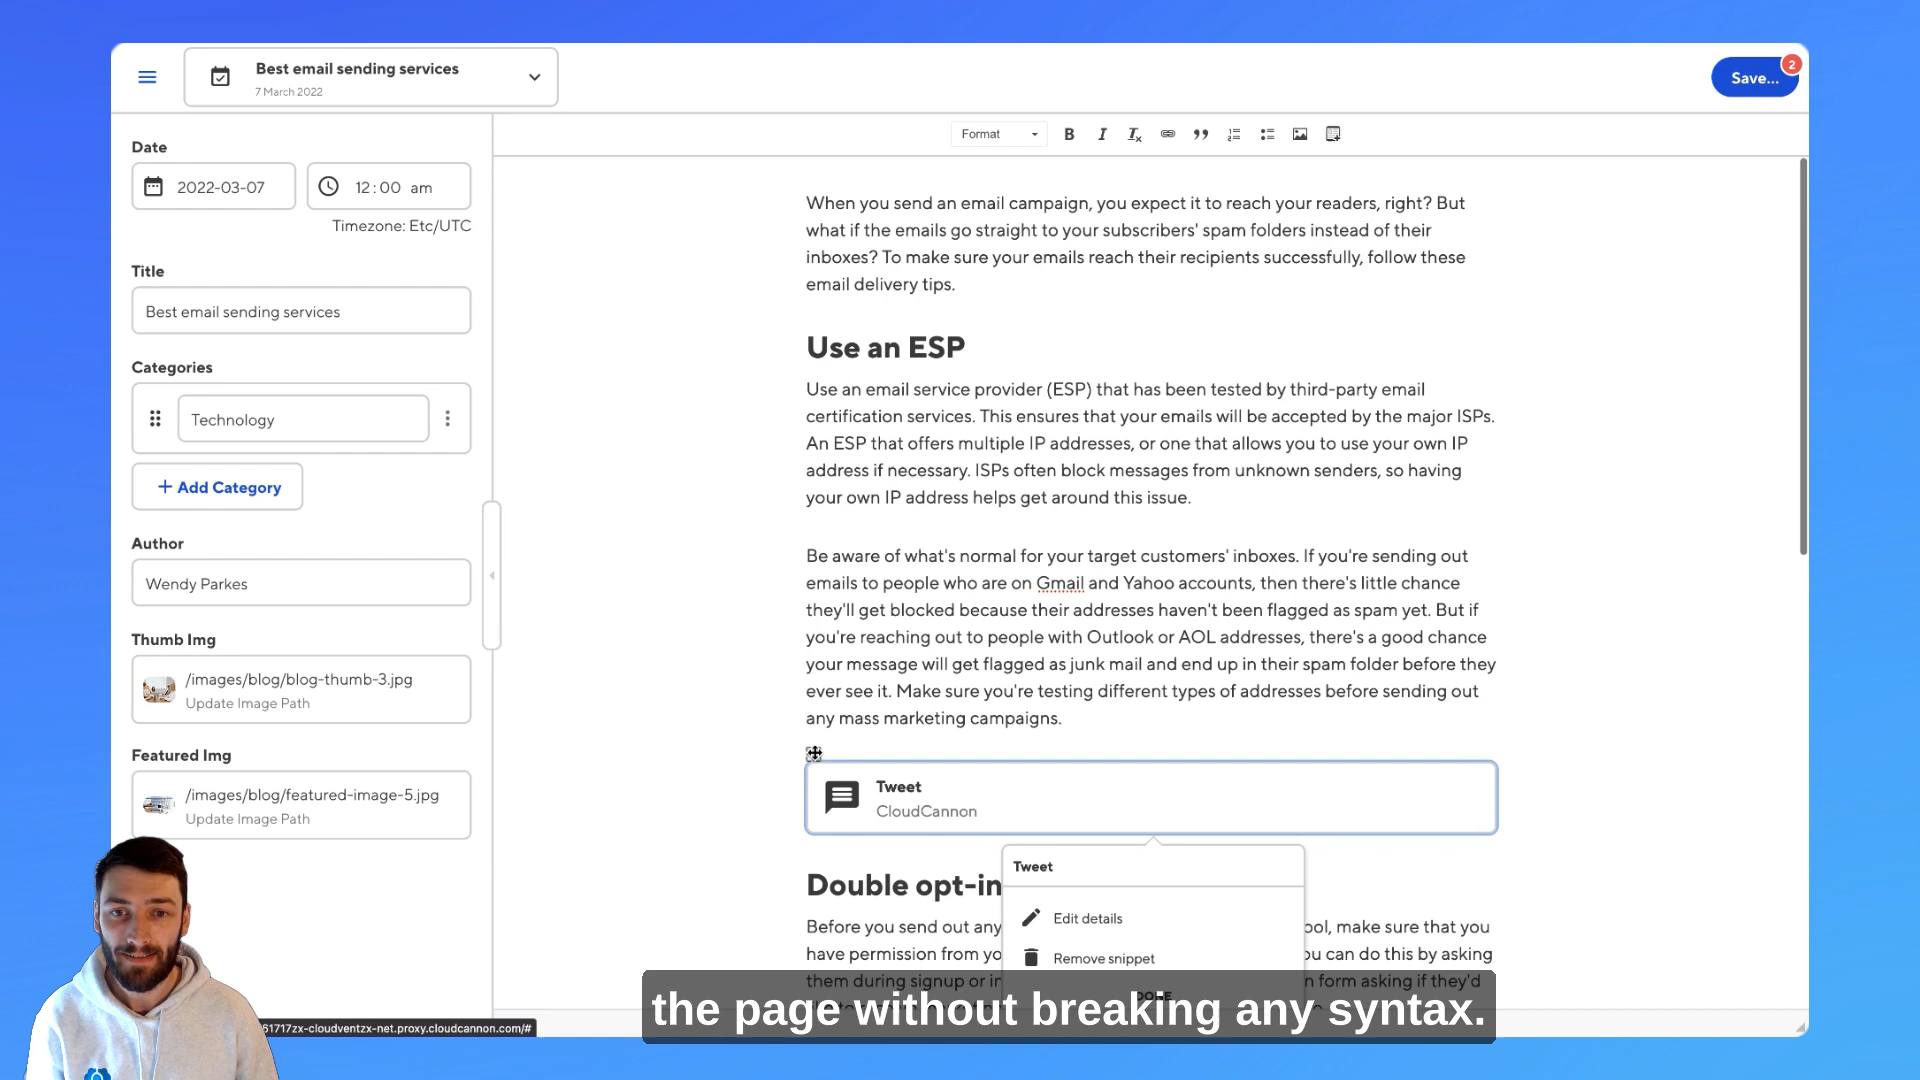 Best email sending services
7 March 2022
Save...
2
Format
B
I
Date
2022-03-07
12:00 am
Timezone: Etc/UTC
Title
Best email sending services
Categories
Technology
+ Add Category
Author
Wendy Parkes
Thumb Img
/images/blog/blog-thumb-3.jpg
Update Image Path
Featured Img
/images/blog/featured-image-5.jpg
Update Image Path
When you send an email campaign, you expect it to reach your readers, right? But
what if the emails go straight to your subscribers' spam folders instead of their
inboxes? To make sure your emails reach their recipients successfully, follow these
email delivery tips.
Use an ESP
Use an email service provider (ESP) that has been tested by third-party email
certification services. This ensures that your emails will be accepted by the major ISPs.
An ESP that offers multiple IP addresses, or one that allows you to use your own IP
address if necessary. ISPs often block messages from unknown senders, so having
your own IP address helps get around this issue.
Be aware of what's normal for your target customers' inboxes. If you're sending out
emails to people who are on Gmail and Yahoo accounts, then there's little chance
they'll get blocked because their addresses haven't been flagged as spam yet. But if
you're reaching out to people with Outlook or AOL addresses, there's a good chance
your message will get flagged as junk mail and end up in their spam folder before they
ever see it. Make sure you're testing different types of addresses before sending out
any mass marketing campaigns.
Tweet
CloudCannon
Double opt-in
Tweet
Edit details
Remove snippet
DONE
Before you send out any ool, make sure that you
have permission from yo ou can do this by asking
them during signup or in n form asking if they'd
the page without breaking any syntax.
61717zx-cloudventzx-net.proxy.cloudcannon.com/#